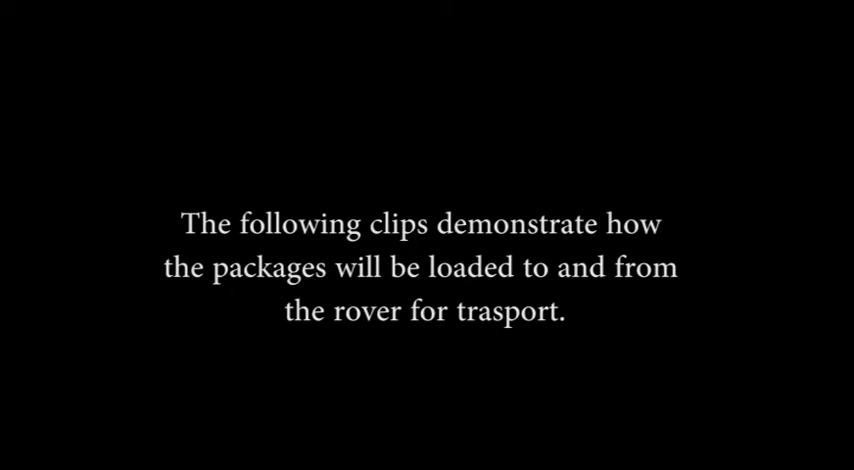 The following clips demonstrate how
the packages will be loaded to and from
the rover for trasport.